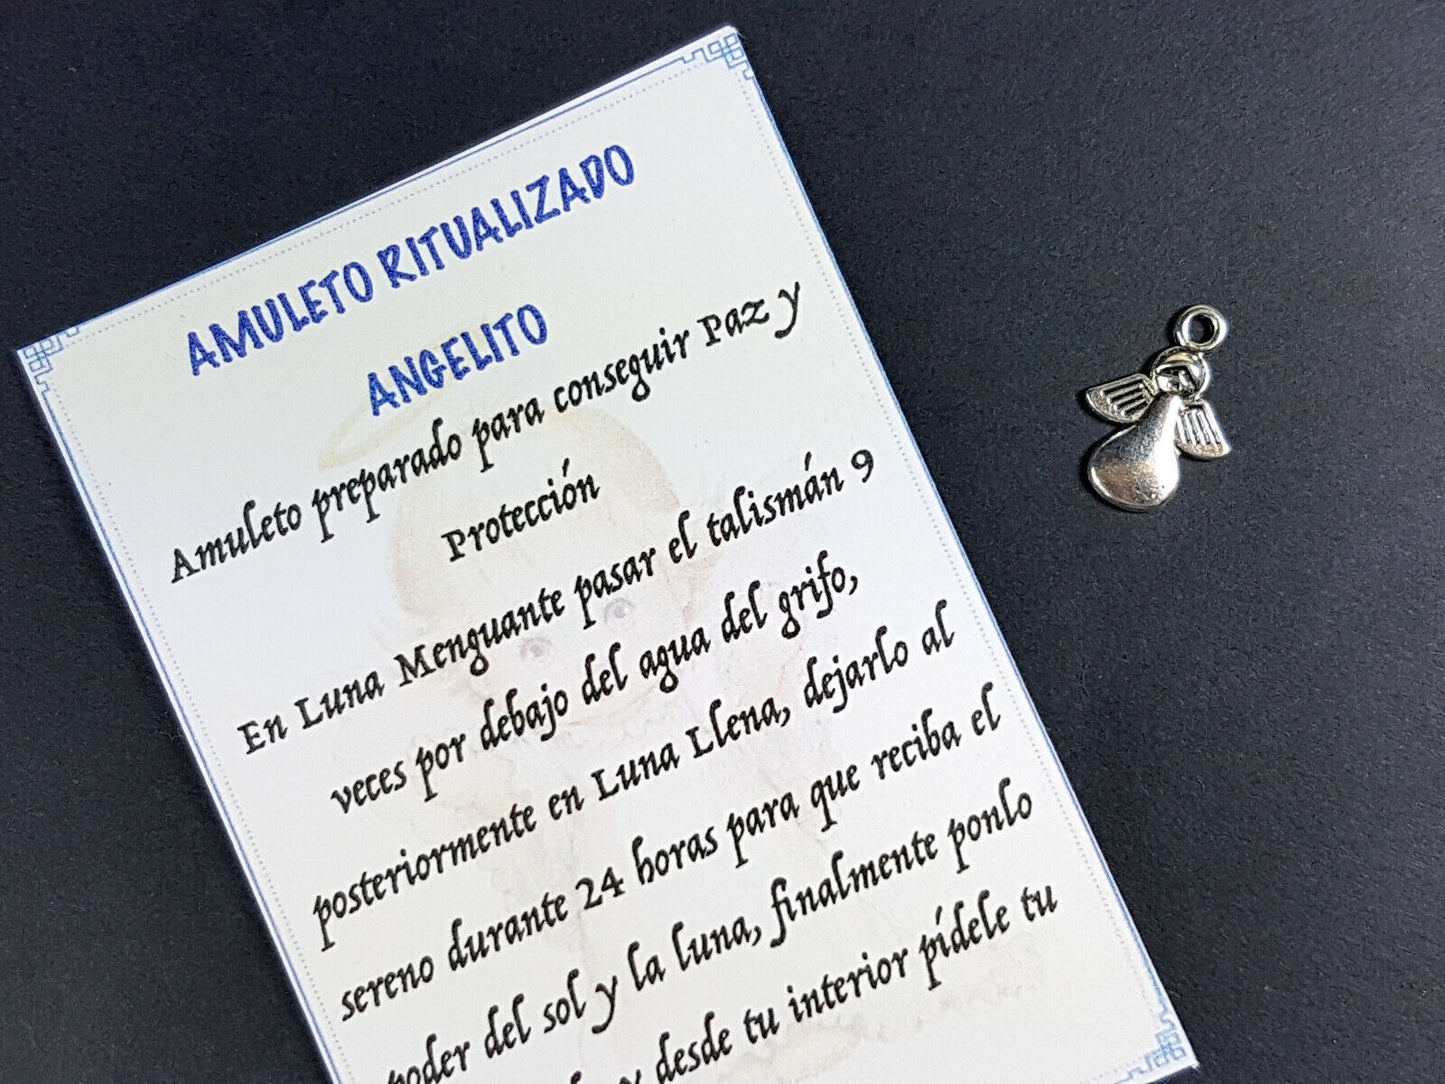 AMULETO RITUALIZADO
ANGELITO
Amuleto preparado para conseguir Paz y
Protección
En Luna Menguante pasar el talismán 9
veces por debajo del agua del grifo,
posteriormente en Luna Llena, dejarlo al
sereno durante 24 horas para que reciba el
poder del sol y la luna, finalmente ponlo
y desde tu interior pídele tu